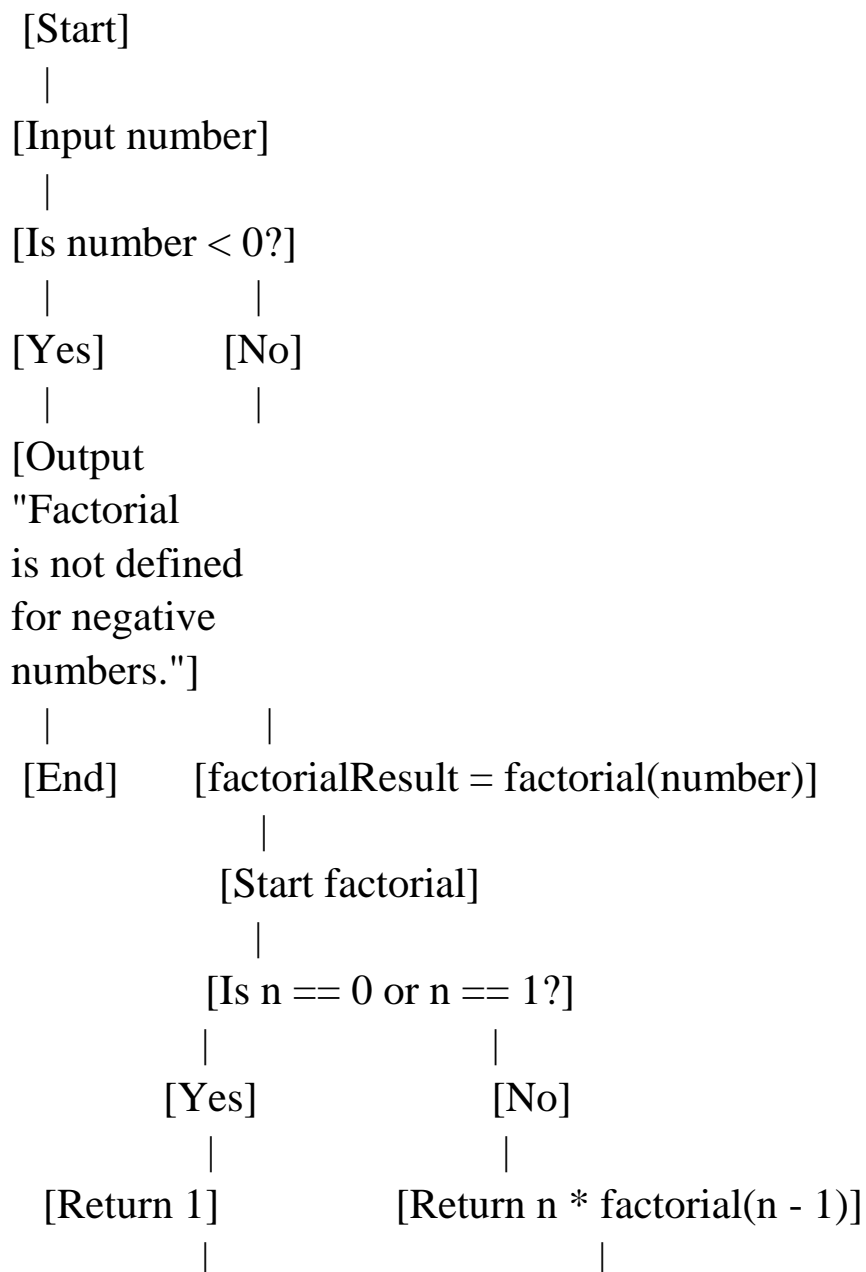 [Start]
|
[Input number]
|
[Is number < 0?]
| |
[Yes] [No]
| |
[Output
"Factorial
is not defined
for negative
numbers."]
| |
[End] [factorialResult = factorial(number)]
|
[Start factorial]
|
[Is n == 0 or n == 1?]
| |
[Yes] [No]
| |
[Return 1] [Return n * factorial(n - 1)]
| |